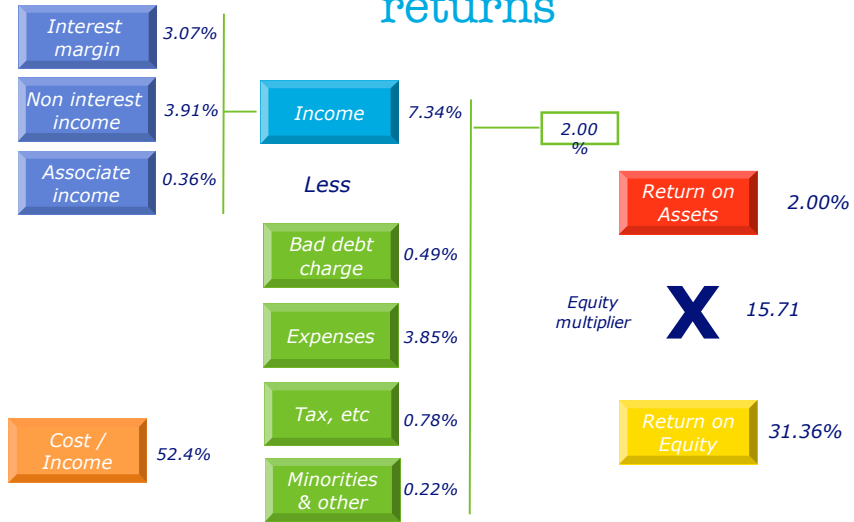 returns
Interest
margin
3.07%
Non interest
income
3.91%
Associate
income
0.36%
Income
7.34%
Less
Bad debt
charge
0.49%
Expenses
3.85%
Tax, etc
0.78%
Minorities
& other
0.22%
Cost /
Income
52.4%
2.00
%
Return on
Assets
2.00%
Equity
multiplier
X
15.71
Return on
Equity
31.36%